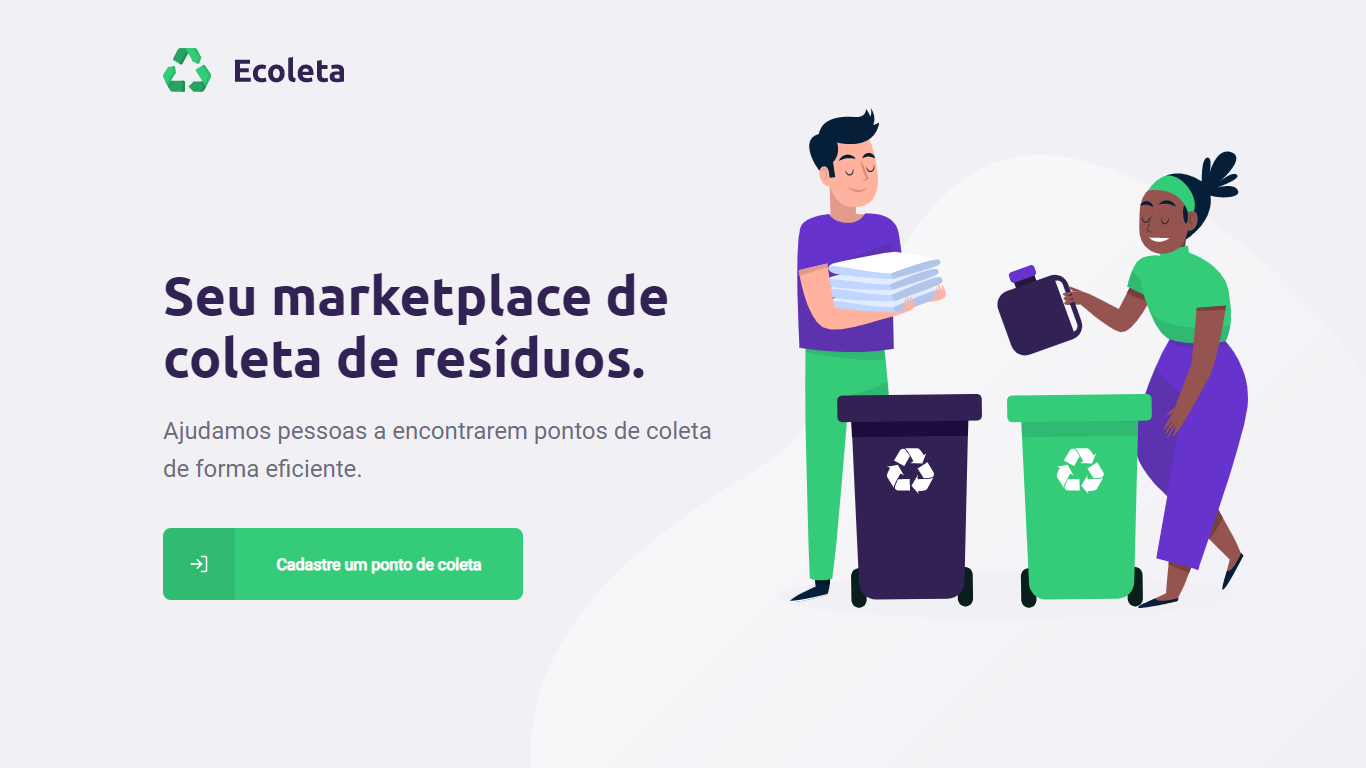 Ecoleta
Seu marketplace de
coleta de resíduos.
Ajudamos pessoas a encontrarem pontos de coleta
de forma eficiente.
Cadastre um ponto de coleta